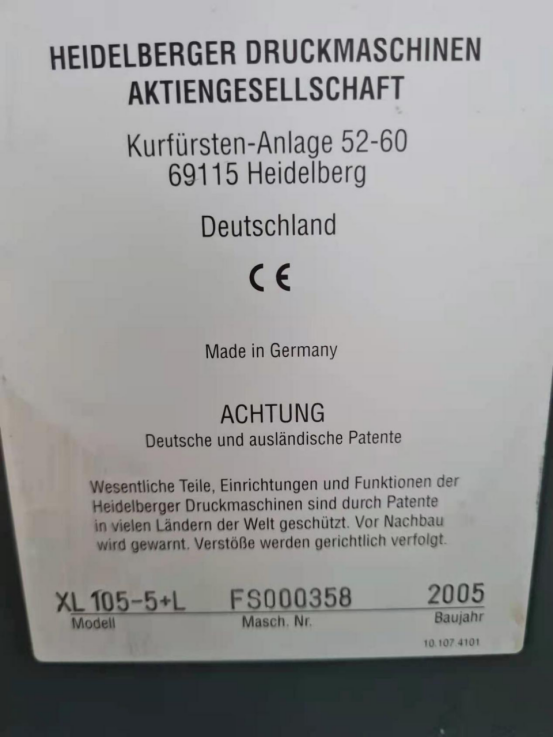 HEIDELBERGER DRUCKMASCHINEN
AKTIENGESELLSCHAFT
Kurfürsten-Anlage 52-60
69115 Heidelberg
Deutschland
CE
Made in Germany
ACHTUNG
Deutsche und ausländische Patente
Wesentliche Teile, Einrichtungen und Funktionen der
Heidelberger Druckmaschinen sind durch Patente
in vielen Ländern der Welt geschützt. Vor Nachbau
wird gewarnt. Verstöße werden gerichtlich verfolgt.
XL 105-5+L FS000358 2005
Modell Masch. Nr. Baujahr
10.107.4101